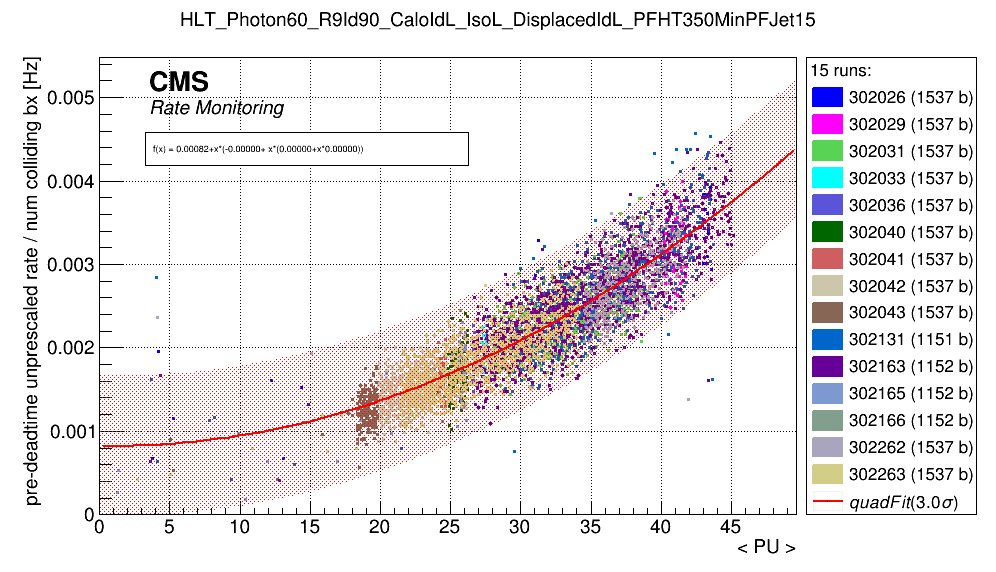 HLT_Photon60_R9Id90_CaloIdL_IsoL_DisplacedIdL_PFHT350MinPFJet15
CMS
Rate Monitoring
f(x) = 0.00082+x*(-0.00000+ x*(0.00000+x*0.00000))
pre-deadtime unprescaled rate / num colliding bx [Hz]
0.005
0.004
0.003
0.002
0.001
0
0 5 10 15 20 25 30 35 40 45
< PU >
15 runs:
302026 (1537 b)
302029 (1537 b)
302031 (1537 b)
302033 (1537 b)
302036 (1537 b)
302040 (1537 b)
302041 (1537 b)
302042 (1537 b)
302043 (1537 b)
302131 (1151 b)
302163 (1152 b)
302165 (1152 b)
302166 (1152 b)
302262 (1537 b)
302263 (1537 b)
quadFit(3.0σ)